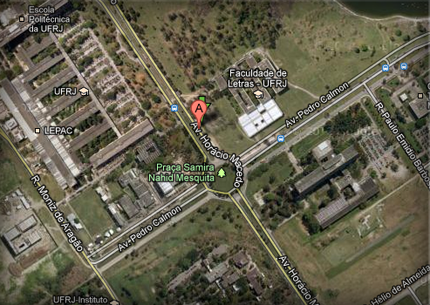 Escola
Politécnica
da UFRJ
UFRJ
LEPAC
Faculdade de
Letras - UFRJ
A
Av. Pedro Calmon
R. Paulo Emídio Barbosa
Av. Horácio Macedo
Praça Samira
Nahid Mesquita
R. Moniz de Aragão
Av. Pedro Calmon
Av. Horácio M
Hélio de Almeida
UFRJ-Instituto